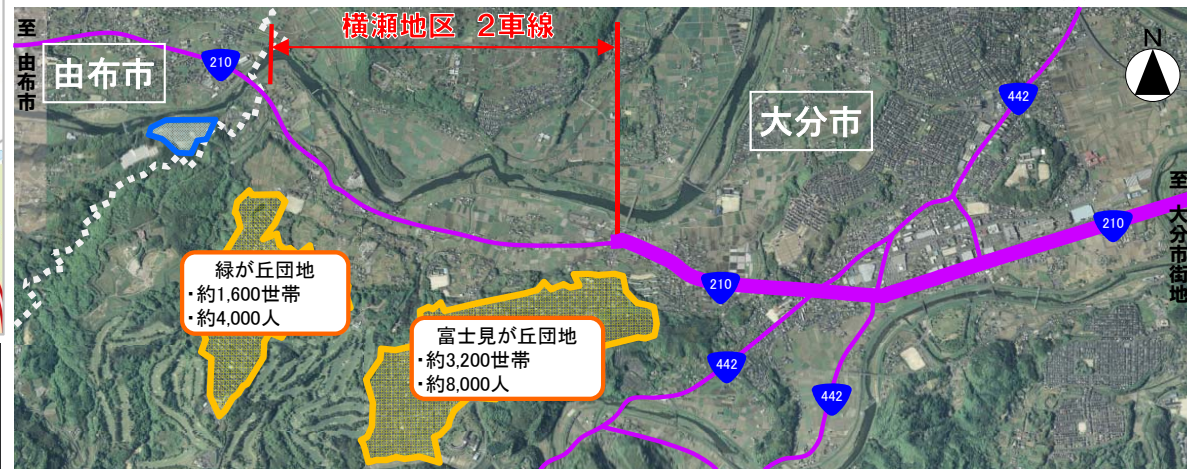 横瀬地区 2車線
至 由布市
由布市
210
442
N
大分市
至 大分市街地
210
緑が丘団地
・約1,600世帯
・約4,000人
210
富士見が丘団地
・約3,200世帯
・約8,000人
442
442